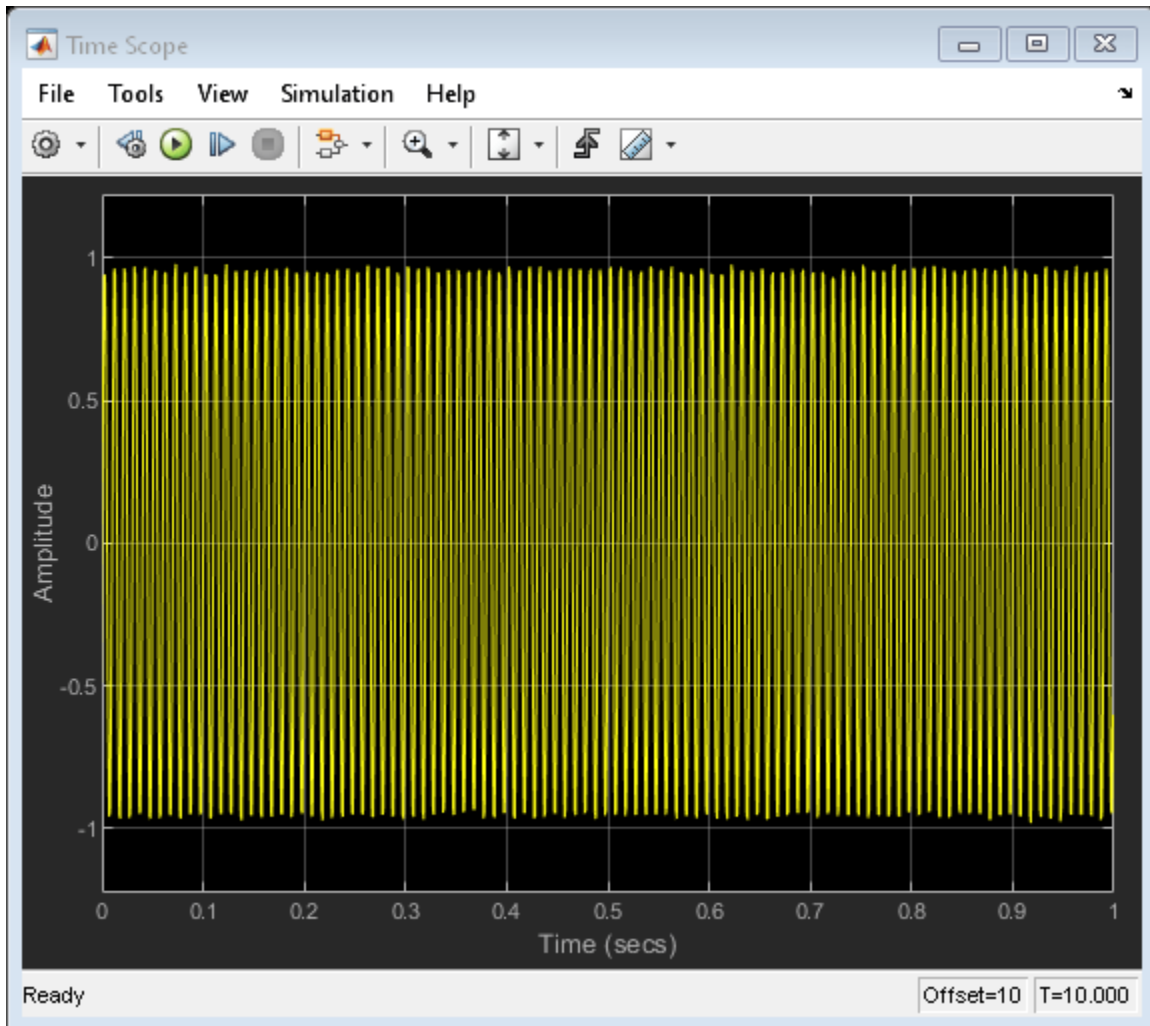 Time Scope
File Tools View Simulation Help
1
0.5
0
-0.5
-1
Amplitude
0 0.1 0.2 0.3 0.4 0.5 0.6 0.7 0.8 0.9 1
Time (secs)
Ready Offset=10 T=10.000